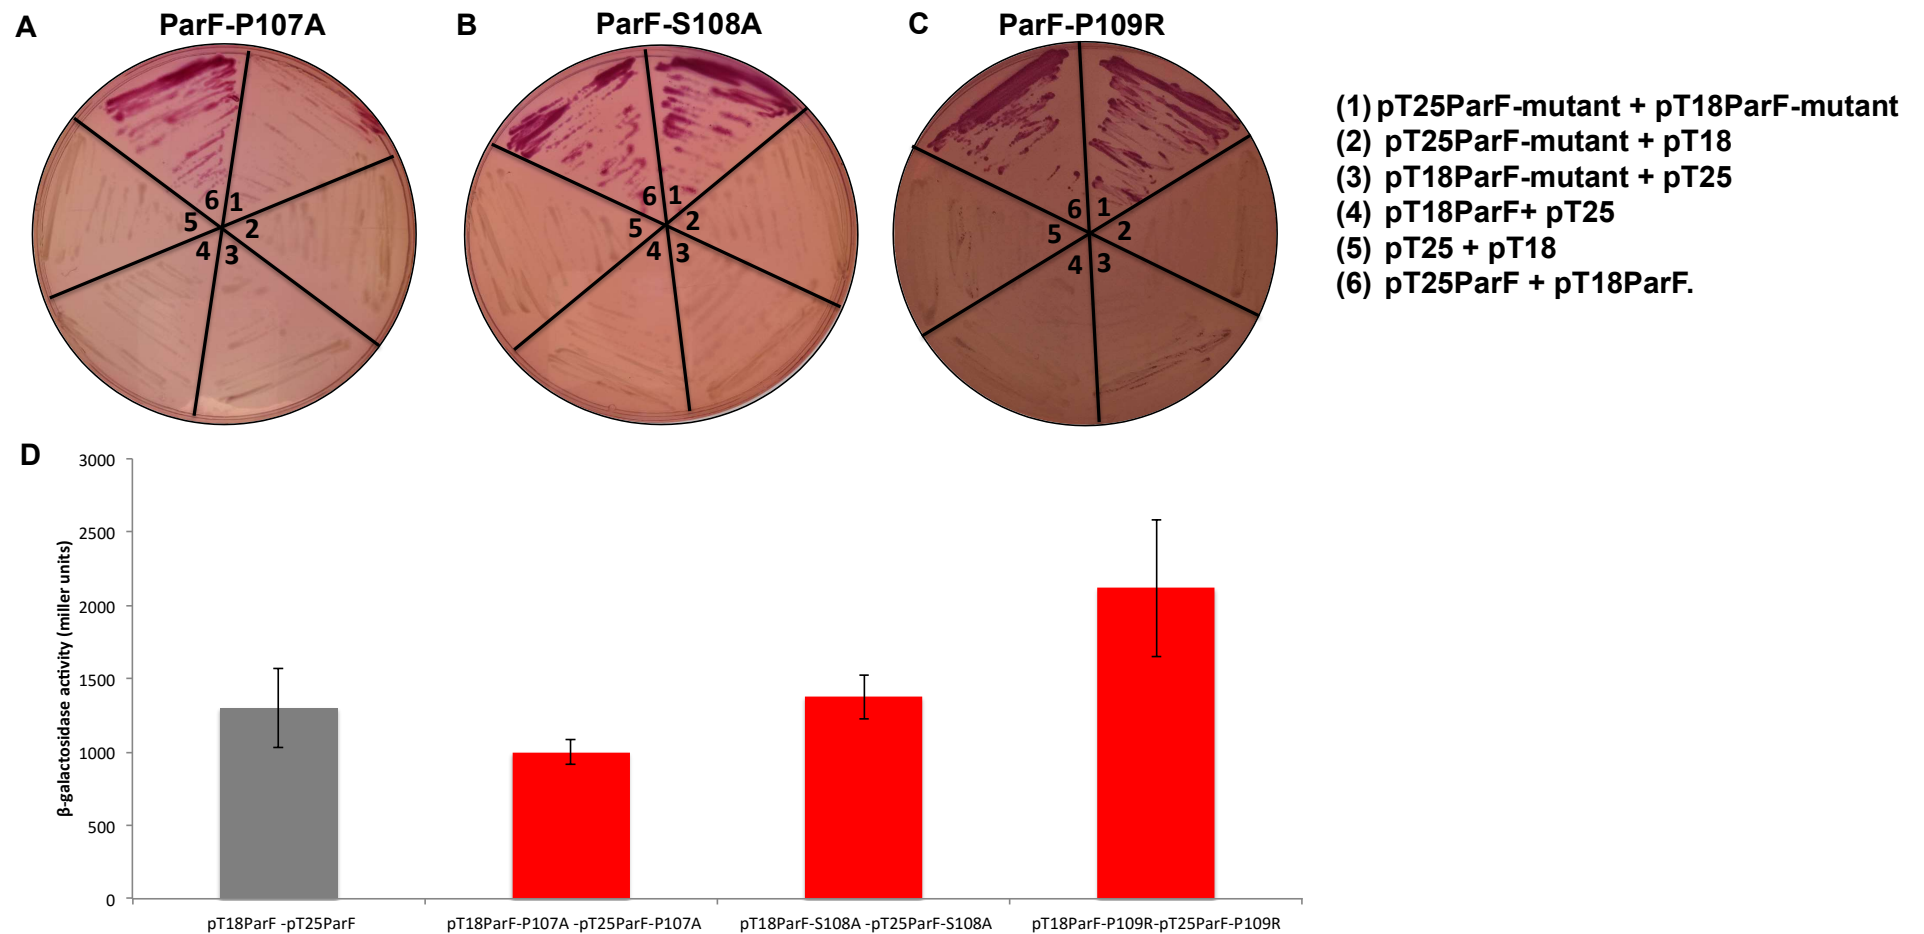 A
ParF-P107A
B
ParF-S108A
C
ParF-P109R
6 1
5 2
4 3
6 1
5 2
4 3
6 1
5 2
4 3
(1) pT25ParF-mutant + pT18ParF-mutant
(2) pT25ParF-mutant + pT18
(3) pT18ParF-mutant + pT25
(4) pT18ParF+ pT25
(5) pT25 + pT18
(6) pT25ParF + pT18ParF.
D
β-galactosidase activity (miller units)
3000
2500
2000
1500
1000
500
0
pT18ParF -pT25ParF
pT18ParF-P107A -pT25ParF-P107A
pT18ParF-S108A -pT25ParF-S108A
pT18ParF-P109R-pT25ParF-P109R